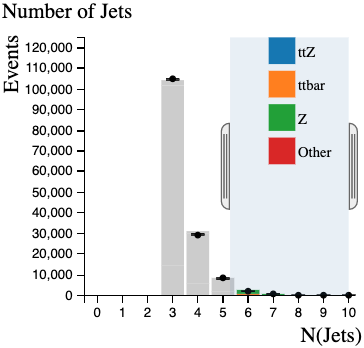 Number of Jets
Events
120,000
110,000
100,000
90,000
80,000
70,000
60,000
50,000
40,000
30,000
20,000
10,000
0
ttZ
ttbar
Z
Other
0 1 2 3 4 5 6 7 8 9 10
N(Jets)